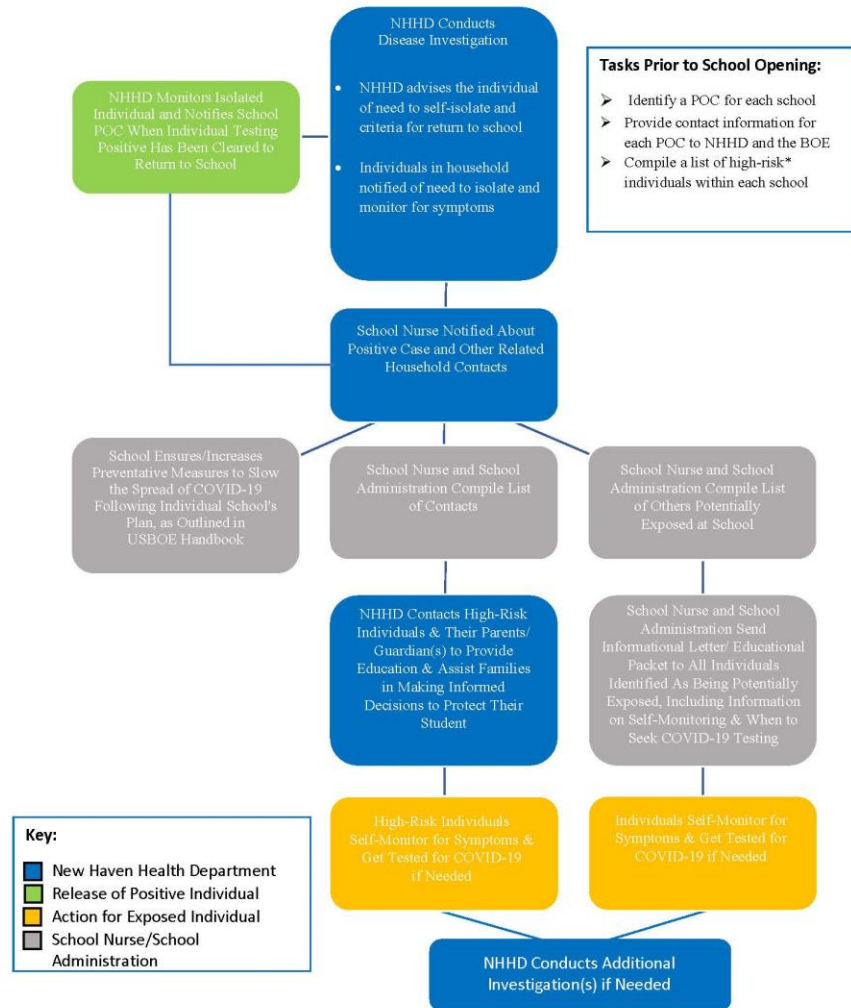 NHHD Conducts
Disease Investigation
• NHHD advises the individual
of need to self-isolate and
criteria for return to
school
• Individuals in household
notified of need to isolate and
monitor for symptoms
Tasks Prior to School Opening:
➢ Identify a POC for each school
➢ Provide contact information for
each POC to NHHD and the BOE
➢ Compile a list of high-risk*
individuals within each school
NHHD Monitors Isolated
Individual and Notifies School
POC When Individual Testing
Positive Has Been Cleared to
Return to School
School Nurse Notified About
Positive Case and Other Related
Household Contacts
School Ensures/Increases
Preventative Measures to Slow
the Spread of COVID-19
Following Individual School's
Plan, as Outlined in
USBOE Handbook
School Nurse and School
Administration Compile List
of Contacts
School Nurse and School
Administration Compile List
of Others Potentially
Exposed at School
NHHD Contacts High-Risk
Individuals & Their Parents/
Guardian(s) to Provide
Education & Assist Families
in Making Informed
Decisions to Protect Their
Student
School Nurse and School
Administration Send
Informational Letter/ Educational
Packet to All Individuals
Identified As Being Potentially
Exposed, Including Information
on Self-Monitoring & When to
Seek COVID-19 Testing
High-Risk Individuals
Self-Monitor for Symptoms &
Get Tested for COVID-19
if Needed
Individuals Self-Monitor for
Symptoms & Get Tested for
COVID-19 if Needed
Key:
New Haven Health Department
Release of Positive Individual
Action for Exposed Individual
School Nurse/School
Administration
NHHD Conducts Additional
Investigation(s) if Needed